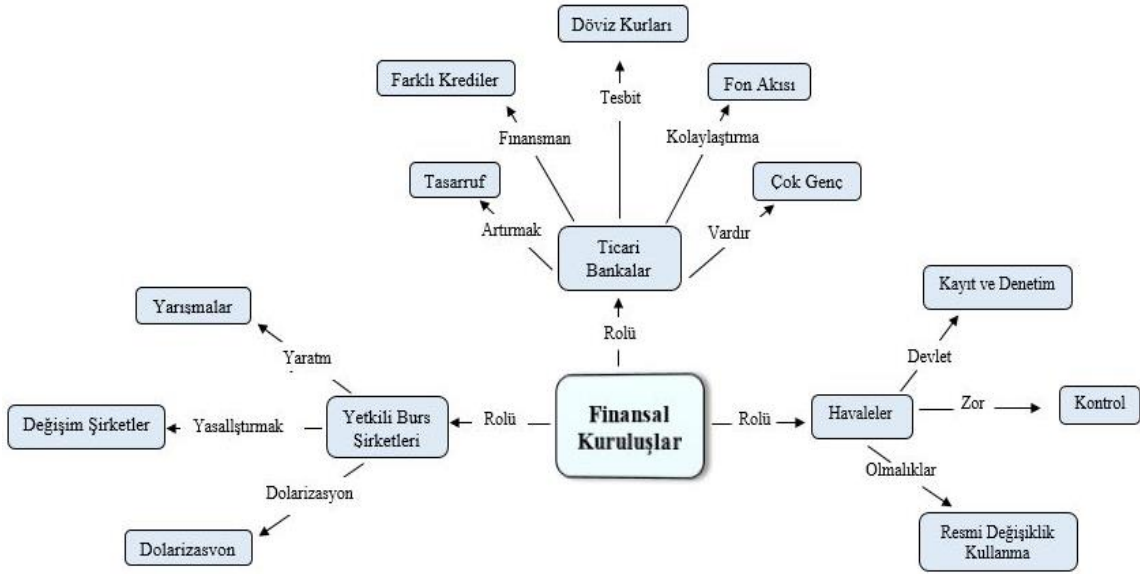 Döviz Kurları
Farklı Krediler
Fon Akısı
Tesbit
Fınansman
Kolaylaştırma
Tasarruf
Çok Genç
Artırmak
Vardır
Ticari
Bankalar
Kayıt ve Denetim
Yarışmalar
Rolü
Devlet
Yaratm
Finansal
Kuruluşlar
Değişim Şirketler
Yasallştırmak
Yetkili Burs
Şirketleri
Rolü
Rolü
Havaleler
Zor
Kontrol
Olmalıklar
Dolarizasyon
Dolarizasvon
Resmi Değişiklik
Kullanma